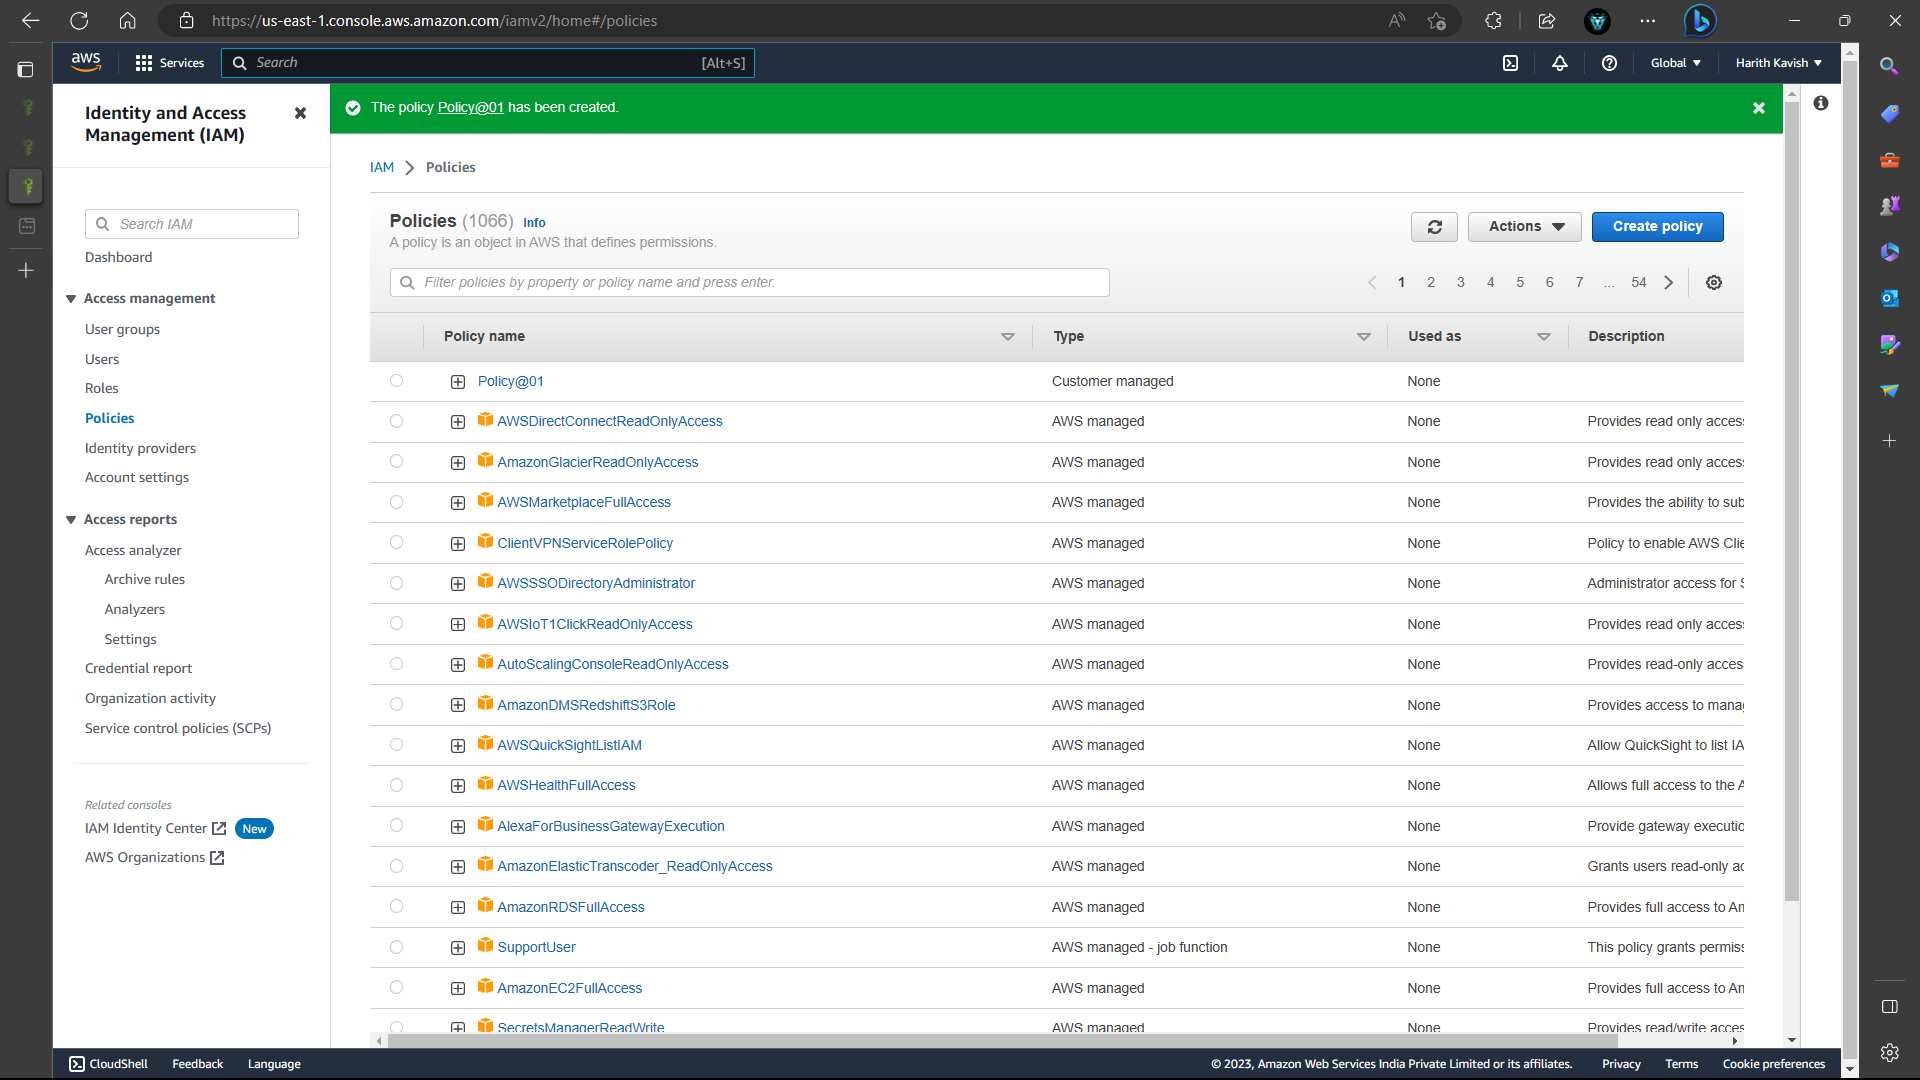 https://us-east-1.console.aws.amazon.com/iamv2/home#/policies
aws
Services
Search
[Alt+S]
Global
Harith Kavish
Identity and Access
Management (IAM)
Search IAM
Dashboard
Access management
User groups
Users
Roles
Policies
Identity providers
Account settings
Access reports
Access analyzer
Archive rules
Analyzers
Settings
Credential report
Organization activity
Service control policies (SCPs)
Related consoles
IAM Identity Center New
AWS Organizations
The policy Policy@01 has been created.
IAM > Policies
Policies (1066) Info
A policy is an object in AWS that defines permissions.
Actions
Create policy
Filter policies by property or policy name and press enter.
1 2 3 4 5 6 7 ... 54
Policy name Type Used as Description
Policy@01 Customer managed None
AWSDirectConnectReadOnlyAccess AWS managed None Provides read only access
AmazonGlacierReadOnlyAccess AWS managed None Provides read only access
AWSMarketplaceFullAccess AWS managed None Provides the ability to sub
ClientVPNServiceRolePolicy AWS managed None Policy to enable AWS Clie
AWSSSODirectoryAdministrator AWS managed None Administrator access for S
AWSIoT1ClickReadOnlyAccess AWS managed None Provides read only access
AutoScalingConsoleReadOnlyAccess AWS managed None Provides read-only acces
AmazonDMSRedshiftS3Role AWS managed None Provides access to manag
AWSQuickSightListIAM AWS managed None Allow QuickSight to list IA
AWSHealthFullAccess AWS managed None Allows full access to the A
AlexaForBusinessGatewayExecution AWS managed None Provide gateway executio
AmazonElasticTranscoder_ReadOnlyAccess AWS managed None Grants users read-only ac
AmazonRDSFullAccess AWS managed None Provides full access to Am
SupportUser AWS managed - job function None This policy grants permiss
AmazonEC2FullAccess AWS managed None Provides full access to Am
SecretsManagerReadWrite AWS managed None Provides read/write acces
CloudShell Feedback Language
© 2023, Amazon Web Services India Private Limited or its affiliates. Privacy Terms Cookie preferences